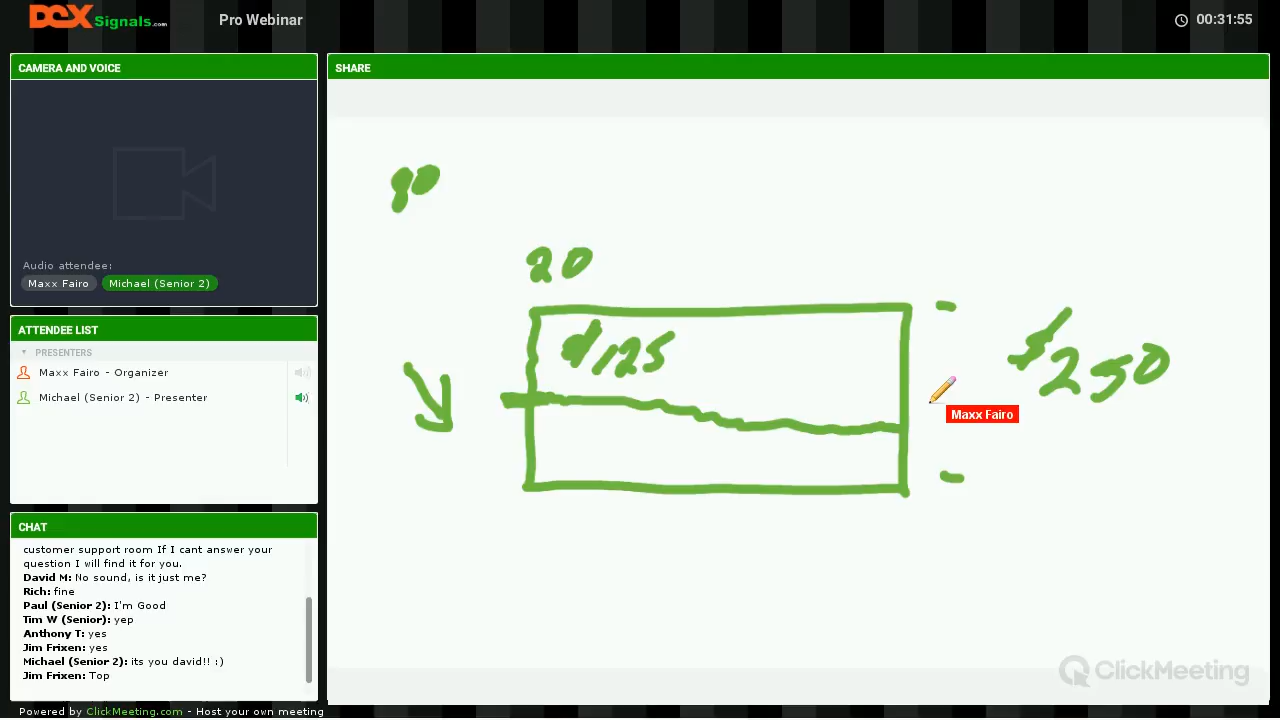 DCX Signals.com
Pro Webinar
00:31:55
CAMERA AND VOICE
Audio attendee:
Maxx Fairo
Michael (Senior 2)
ATTENDEE LIST
PRESENTERS
Maxx Fairo - Organizer
Michael (Senior 2) - Presenter
CHAT
customer support room If I cant answer your
question I will find it for you.
David M: No sound, is it just me?
Rich: fine
Paul (Senior 2): I'm Good
Tim W (Senior): yep
Anthony T: yes
Jim Frixen: yes
Michael (Senior 2): its you david!! :)
Jim Frixen: Top
Powered by ClickMeeting.com - Host your own meeting
SHARE
20
$125
$250
Maxx Fairo
ClickMeeting